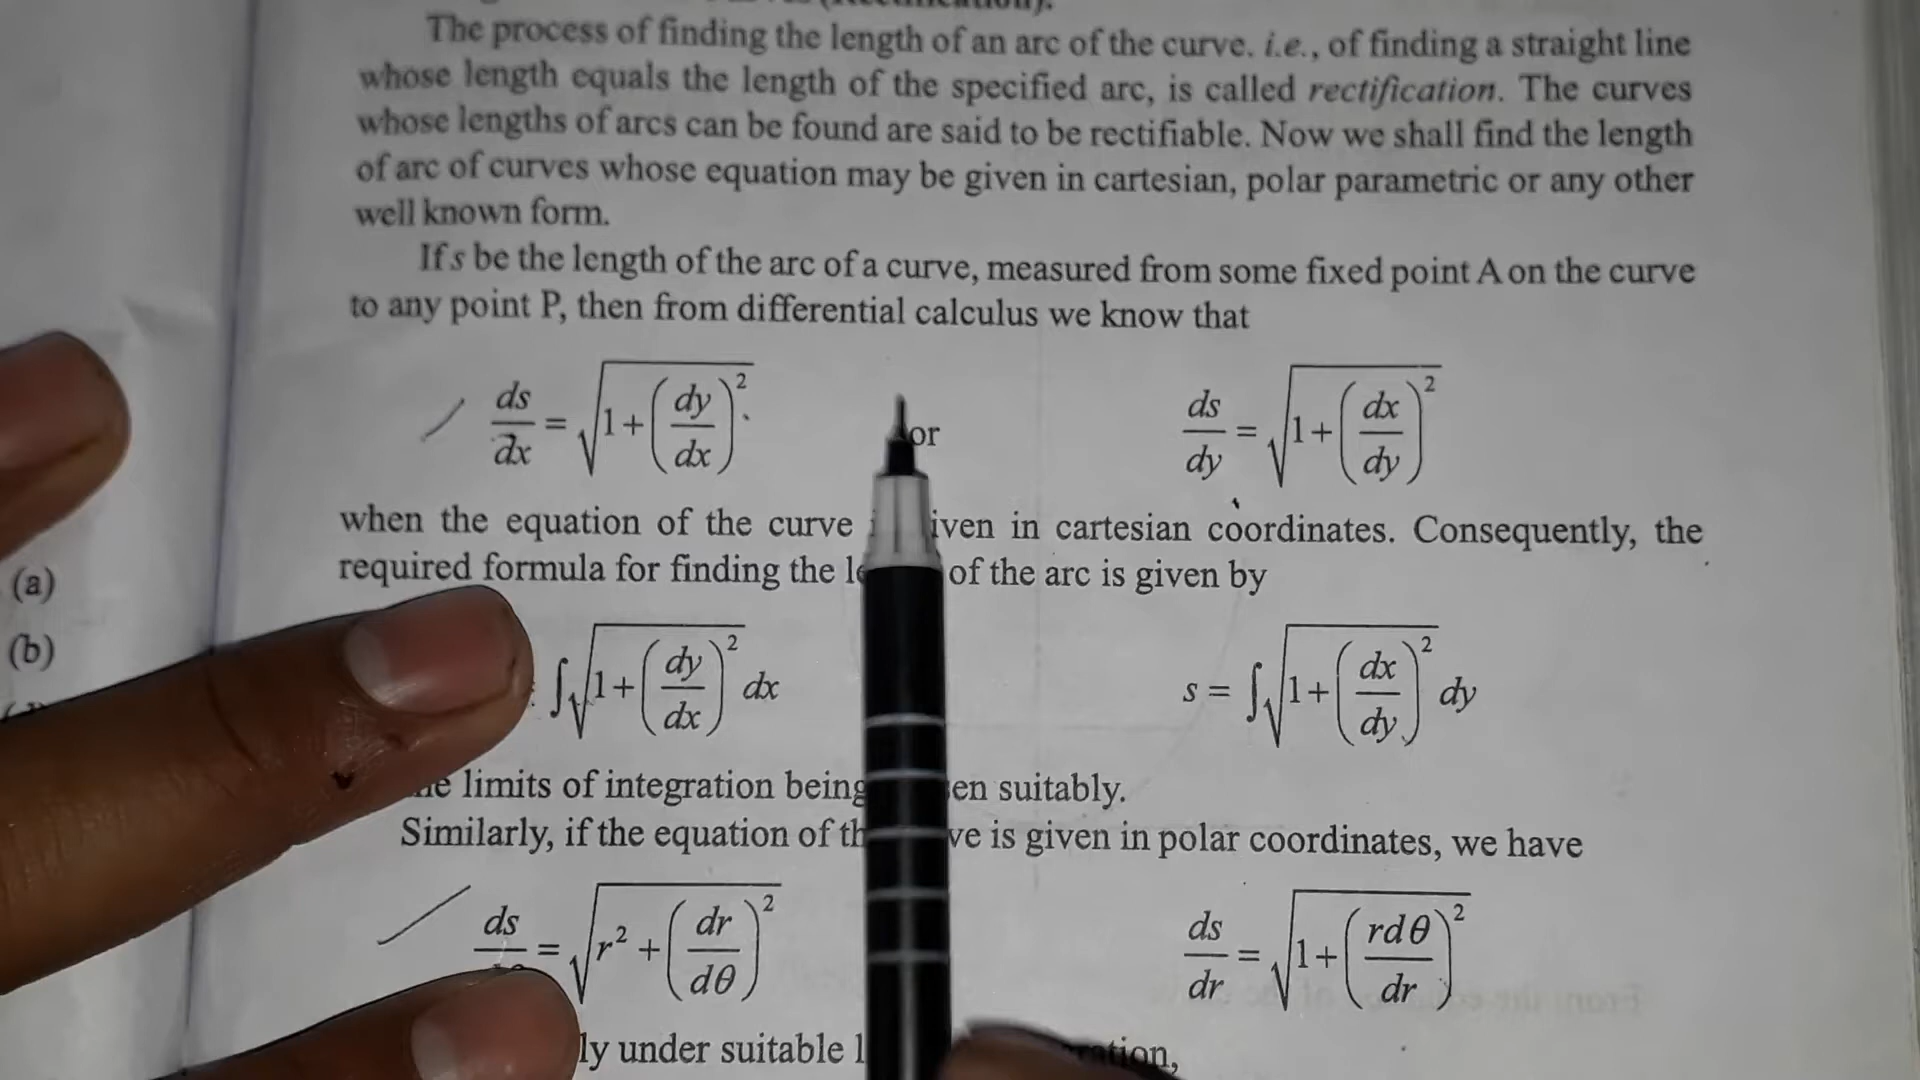 The process of finding the length of an arc of the curve. i.e., of finding a straight line
whose length equals the length of the specified arc, is called rectification. The curves
whose lengths of arcs can be found are said to be rectifiable. Now we shall find the length
of arc of curves whose equation may be given in cartesian, polar parametric or any other
well known form.
If s be the length of the arc of a curve, measured from some fixed point A on the curve
to any point P, then from differential calculus we know that
ds/dx = √(1+(dy/dx)²) or ds/dy = √(1+(dx/dy)²)
when the equation of the curve iven in cartesian coordinates. Consequently, the
required formula for finding the le of the arc is given by
(a)
∫√(1+(dy/dx)²) dx s = ∫√(1+(dx/dy)²) dy
(b)
limits of integration being en suitably.
Similarly, if the equation of th ve is given in polar coordinates, we have
ds = √(r² + (dr/dθ)²) ds/dr = √(1+(rdθ/dr)²)
ly under suitable ation,